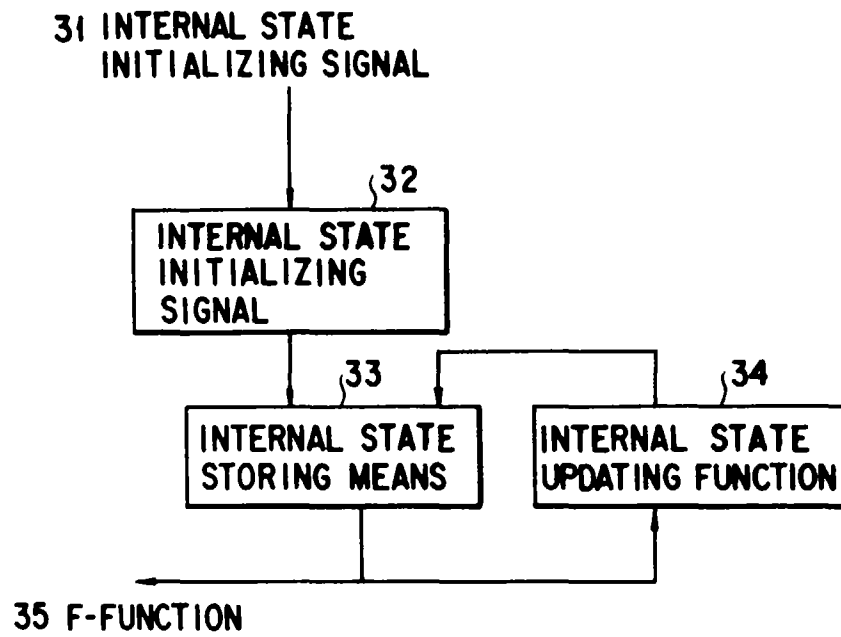 31 INTERNAL STATE
INITIALIZING SIGNAL
32
INTERNAL STATE
INITIALIZING
SIGNAL
33
INTERNAL STATE
STORING MEANS
34
INTERNAL STATE
UPDATING FUNCTION
35 F-FUNCTION